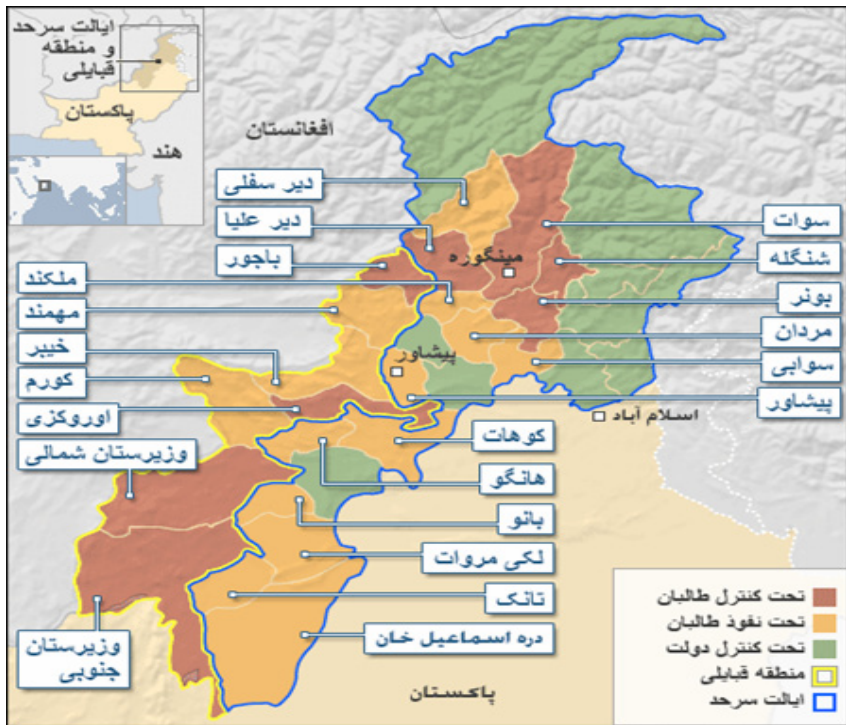 ایالت سرحد
و منطقه
قبایلی
پاکستان
هند
افغانستان
دیر سفلی
دیر علیا
باجور
ملکند
مهمند
خیبر
کورم
اوروکزی
وزیرستان شمالی
وزیرستان
جنوبی
سوات
شنگله
بونر
مردان
سوابی
پیشاور
مینگوره
پیشاور
اسلام آباد
کوهات
هانگو
بانو
لکی مروات
تانک
دره اسماعیل خان
پاکستان
تحت کنترل طالبان
تحت نفوذ طالبان
تحت کنترل دولت
منطقه قبایلی
ایالت سرحد